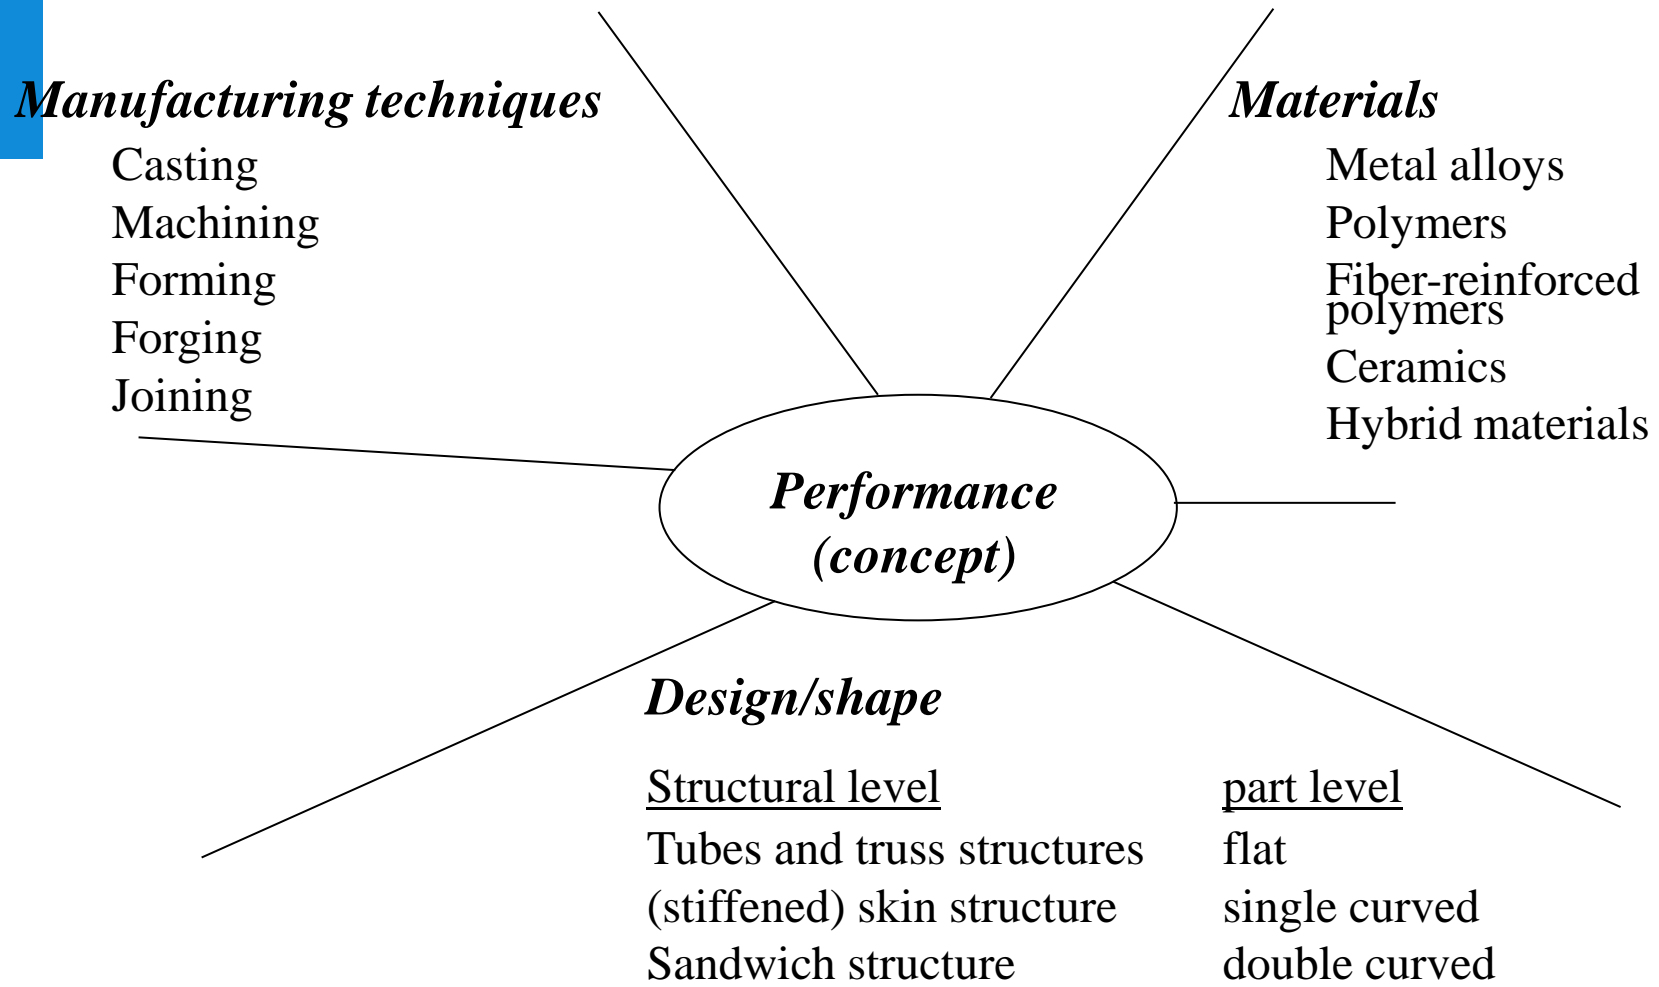 Manufacturing techniques
Casting
Machining
Forming
Forging
Joining
Materials
Metal alloys
Polymers
Fiber-reinforced
polymers
Ceramics
Hybrid materials
Performance
(concept)
Design/shape
Structural level
Tubes and truss structures
(stiffened) skin structure
Sandwich structure
part level
flat
single curved
double curved